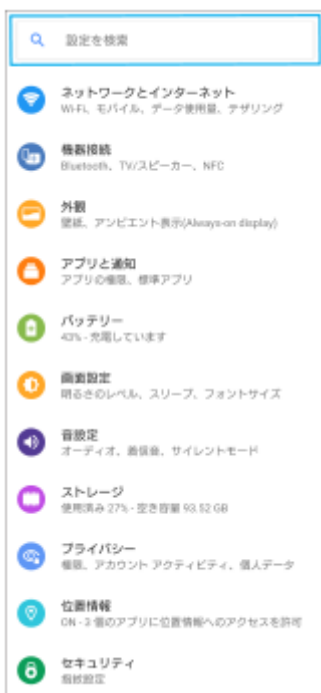 設定を検索
ネットワークとインターネット
Wi-Fi、モバイル、データ使用量、テザリング
機器接続
Bluetooth、TV/スピーカー、NFC
外観
壁紙、アンビエント表示(Always-on display)
アプリと通知
アプリの権限、標準アプリ
バッテリー
43% - 充電しています
画面設定
明るさのレベル、スリープ、フォントサイズ
音設定
オーディオ、着信音、サイレントモード
ストレージ
使用済み 27% - 空き容量 93.52 GB
プライバシー
権限、アカウント アクティビティ、個人データ
位置情報
ON - 3 個のアプリに位置情報へのアクセスを許可
セキュリティ
指紋設定